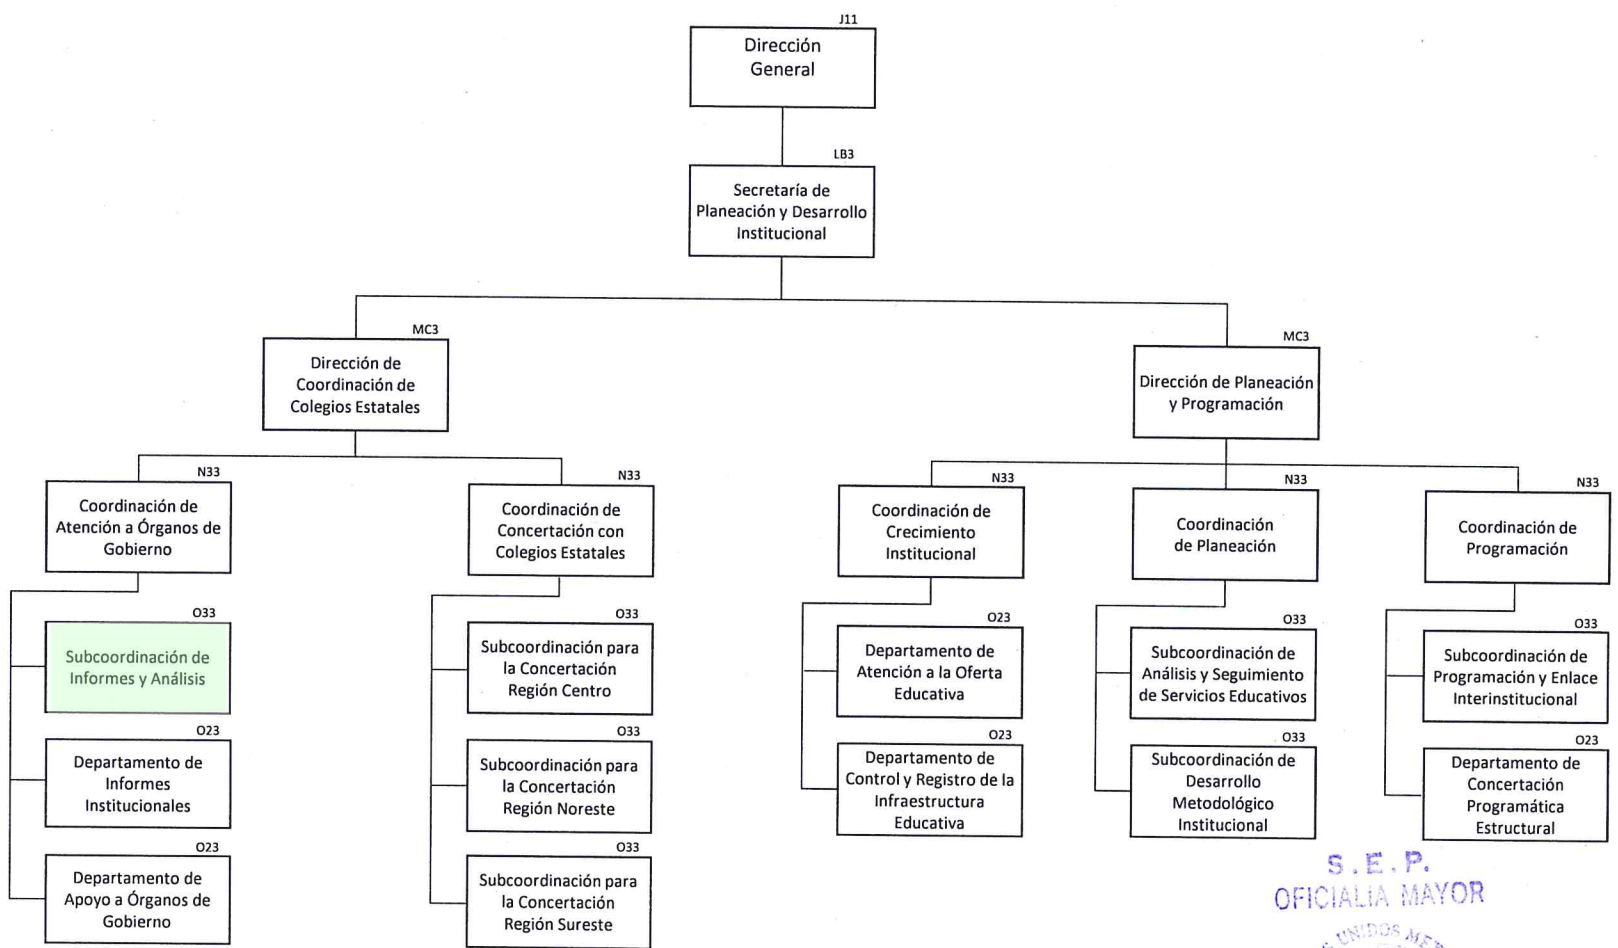 J11
Dirección
General
LB3
Secretaría de
Planeación y Desarrollo
Institucional
MC3
Dirección de
Coordinación de
Colegios Estatales
MC3
Dirección de Planeación
y Programación
N33
Coordinación de
Atención a Órganos de
Gobierno
N33
Coordinación de
Concertación con
Colegios Estatales
N33
Coordinación de
Crecimiento
Institucional
N33
Coordinación
de Planeación
N33
Coordinación de
Programación
O33
Subcoordinación de
Informes y Análisis
O23
Departamento de
Informes
Institucionales
O23
Departamento de
Apoyo a Órganos de
Gobierno
O33
Subcoordinación para
la Concertación
Región Centro
O33
Subcoordinación para
la Concertación
Región Noreste
O33
Subcoordinación para
la Concertación
Región Sureste
O23
Departamento de
Atención a la Oferta
Educativa
O23
Departamento de
Control y Registro de la
Infraestructura
Educativa
O33
Subcoordinación de
Análisis y Seguimiento
de Servicios Educativos
O33
Subcoordinación de
Desarrollo
Metodológico
Institucional
O33
Subcoordinación de
Programación y Enlace
Interinstitucional
O23
Departamento de
Concertación
Programática
Estructural
S.E.P.
OFICIALIA MAYOR
UNIDOS